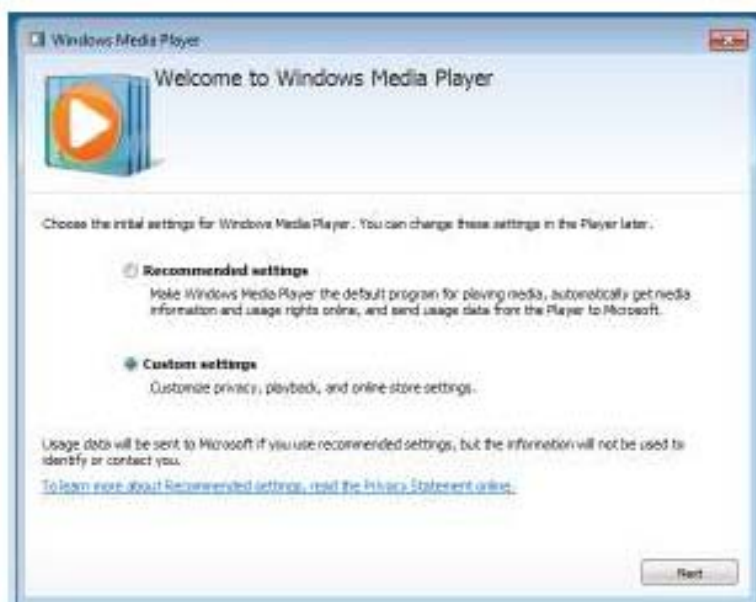 Windows Media Player
Welcome to Windows Media Player
Choose the initial settings for Windows Media Player. You can change these settings in the Player later.
Recommended settings
Make Windows Media Player the default program for playing media, automatically get media
information and usage rights online, and send usage data from the Player to Microsoft.
Custom settings
Customize privacy, playback, and online store settings.
Usage data will be sent to Microsoft if you use recommended settings, but the information will not be used to
identify or contact you.
To learn more about Recommended settings, read the Privacy Statement online.
Next